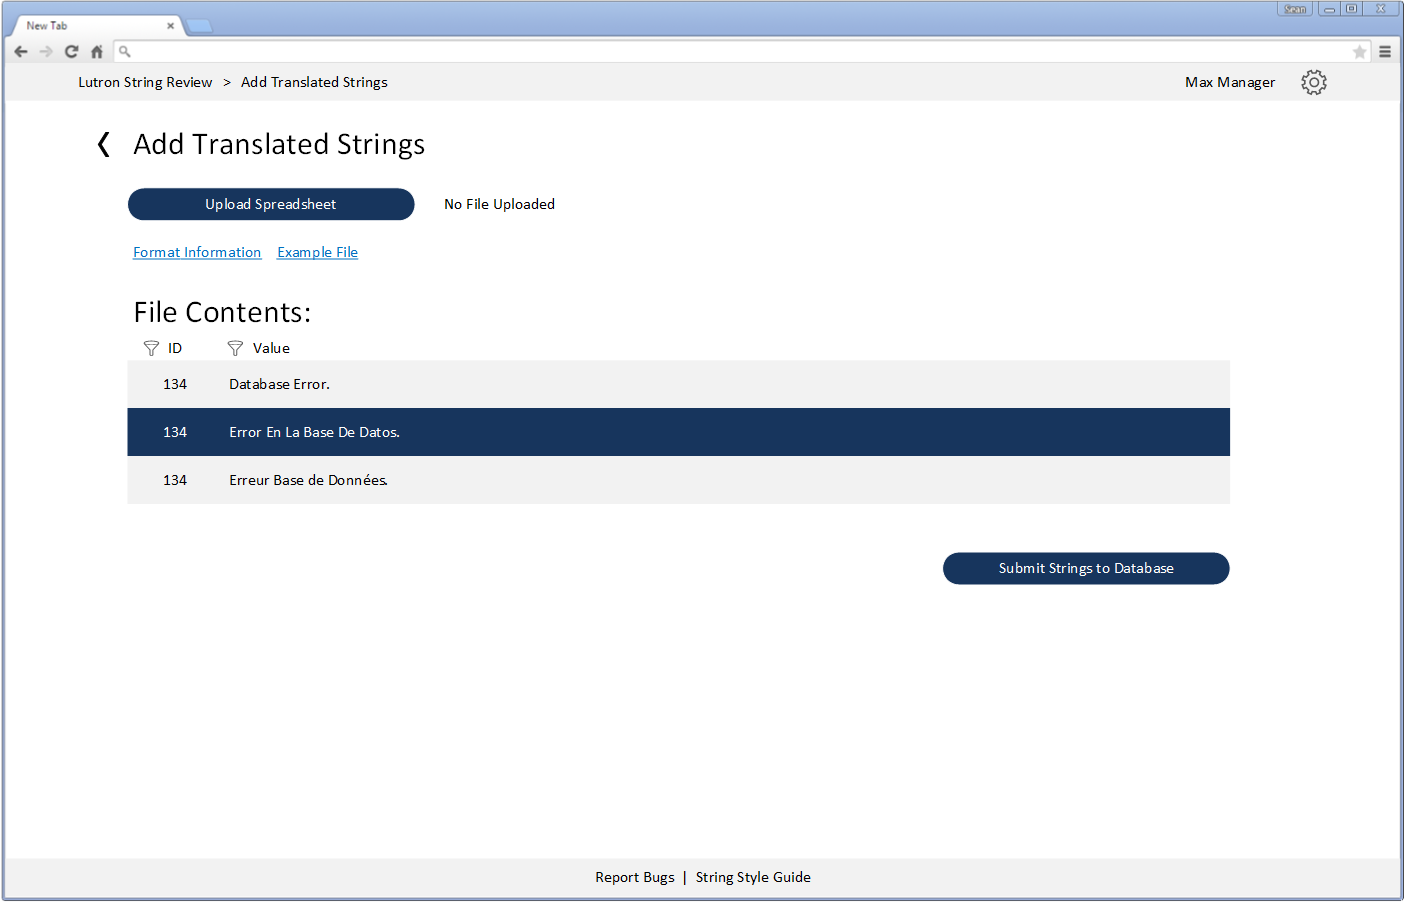 New Tab
Sean
Lutron String Review > Add Translated Strings
Max Manager
Add Translated Strings
Upload Spreadsheet
No File Uploaded
Format Information
Example File
File Contents:
ID
Value
134
Database Error.
134
Error En La Base De Datos.
134
Erreur Base de Données.
Submit Strings to Database
Report Bugs | String Style Guide